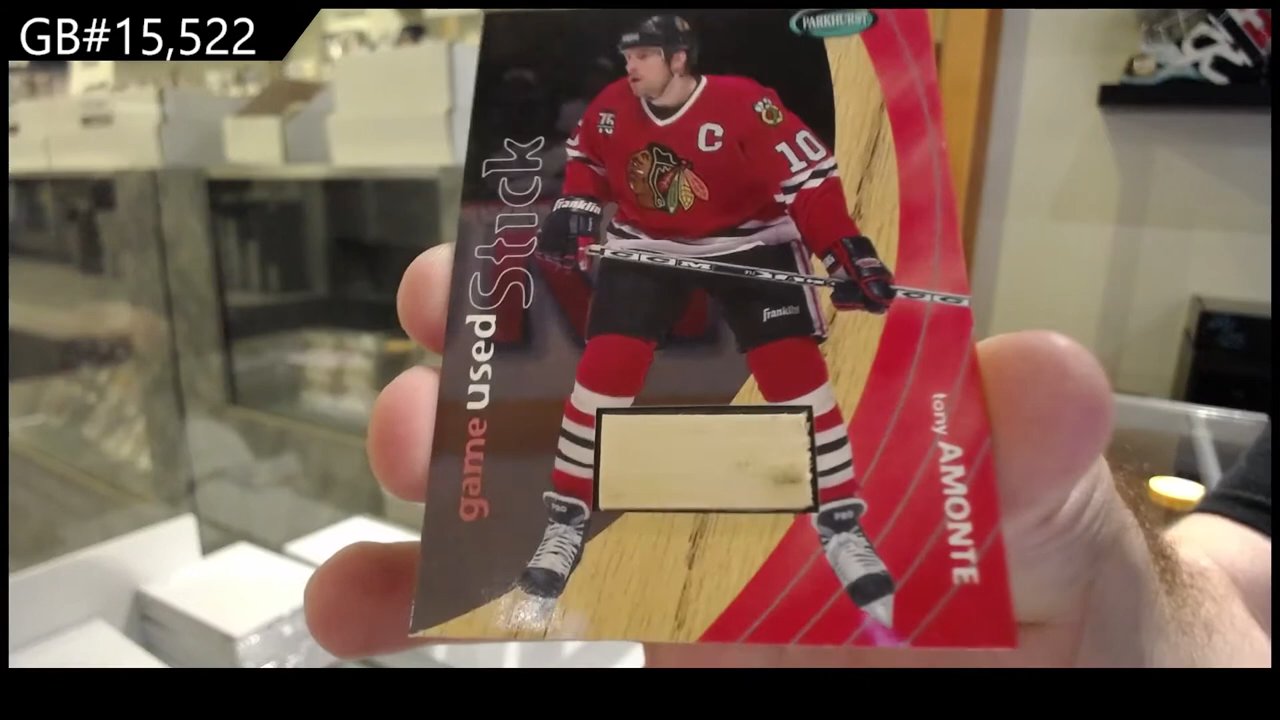 GB#15,522
PARKHURST
75
C
10
franklin
CCM
franklin
game used Stick
tony AMONTE